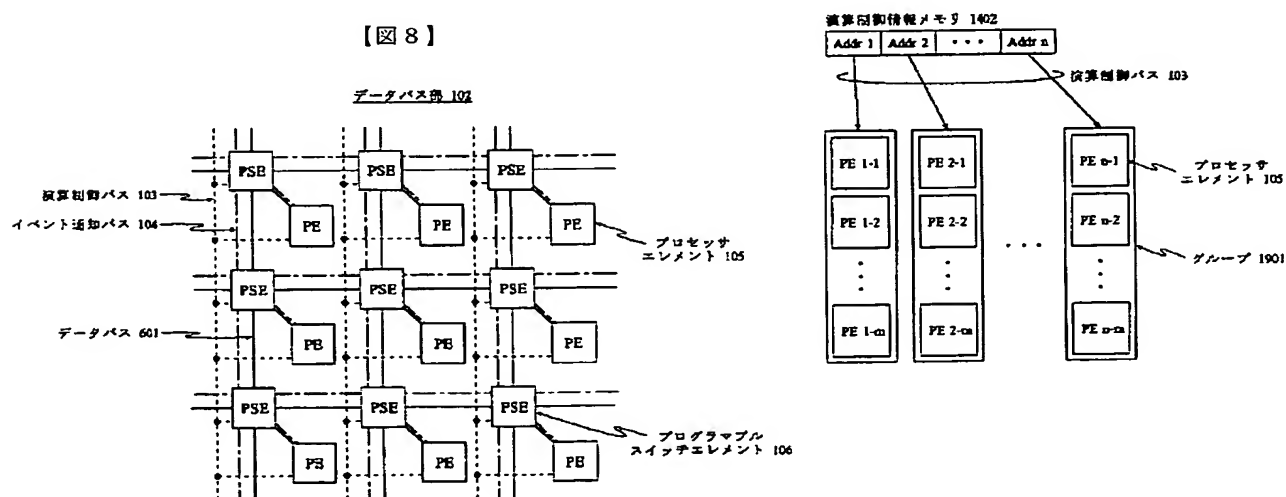 【図8】
データパス部 102
PSE PSE PSE
演算制御バス 103
イベント通知バス 104
PE PE PE
プロセッサ
エレメント 105
PSE PSE PSE
データバス 601
PE PE PE
PSE PSE PSE
プログラマブル
スイッチエレメント 106
PE PE PE
演算制御情報メモリ 1402
Addr 1 Addr 2 ・・・ Addr n
演算制御バス 103
PE 1-1 PE 2-1 PE n-1
プロセッサ
エレメント 105
PE 1-2 PE 2-2 ・・・ PE n-2
グループ 1901
PE 1-m PE 2-m PE n-m